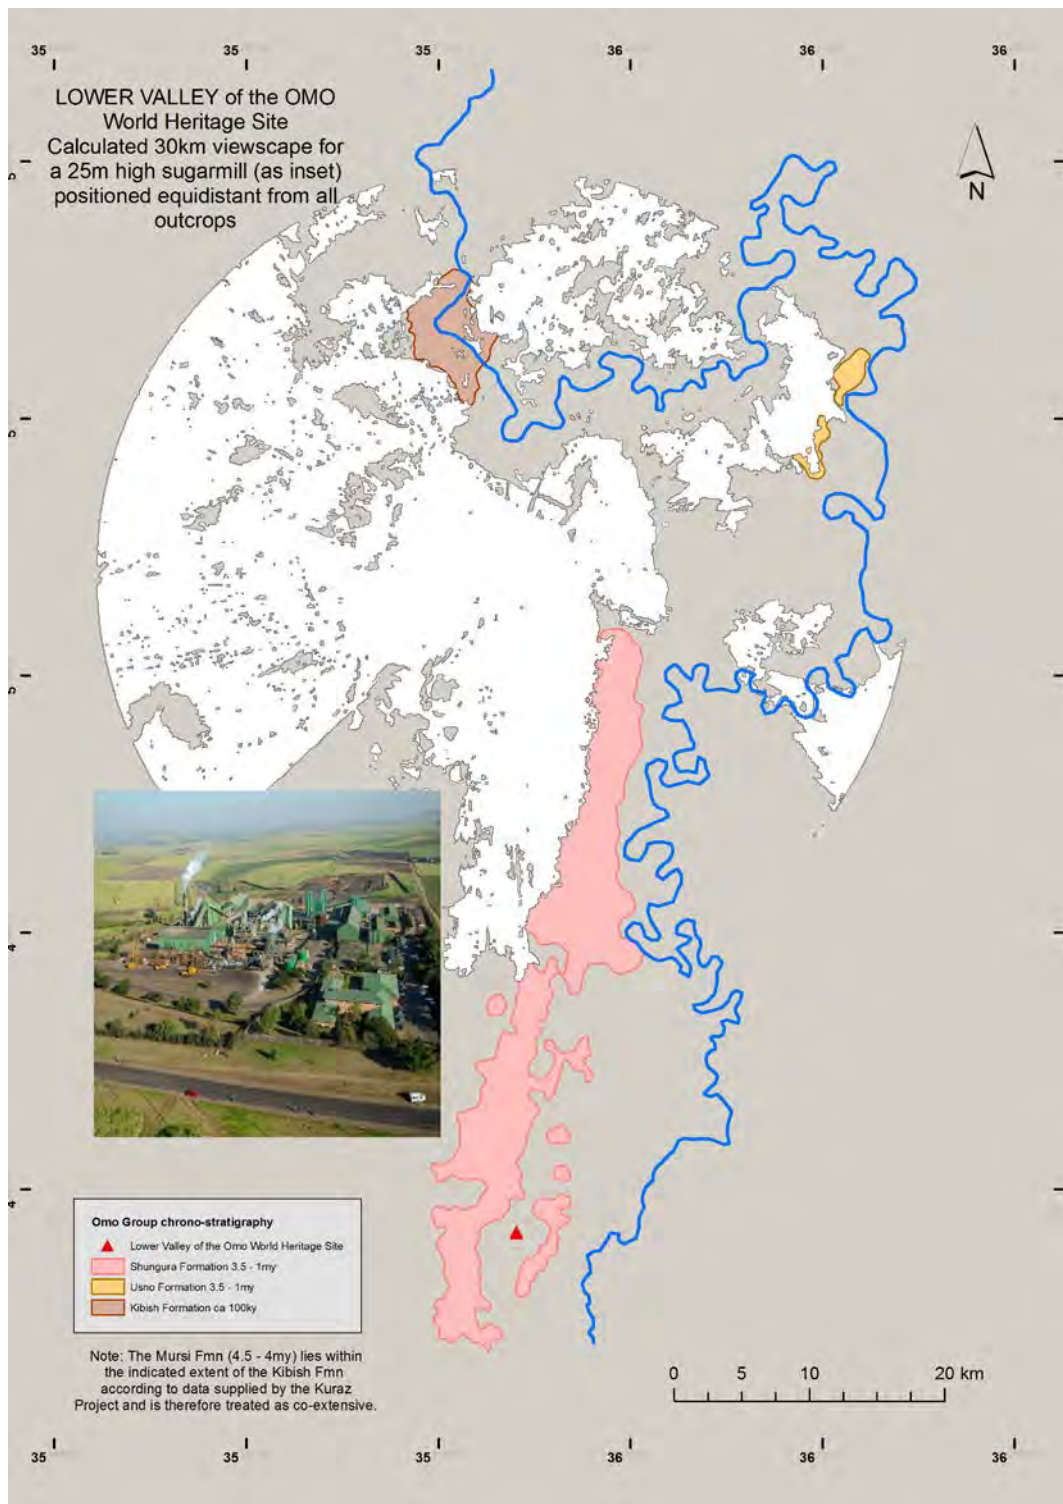 35
35
35
36
36
36
LOWER VALLEY of the OMO
World Heritage Site
Calculated 30km viewscape for
a 25m high sugarmill (as inset)
positioned equidistant from all
outcrops
N
5
5
5
4
4
Omo Group chrono-stratigraphy
Lower Valley of the Omo World Heritage Site
Shungura Formation 3.5 - 1my
Usno Formation 3.5 - 1my
Kibish Formation ca 100ky
Note: The Mursi Fmn (4.5 - 4my) lies within
the indicated extent of the Kibish Fmn
according to data supplied by the Kuraz
Project and is therefore treated as co-extensive.
0 5 10 20 km
35
35
35
36
36
36